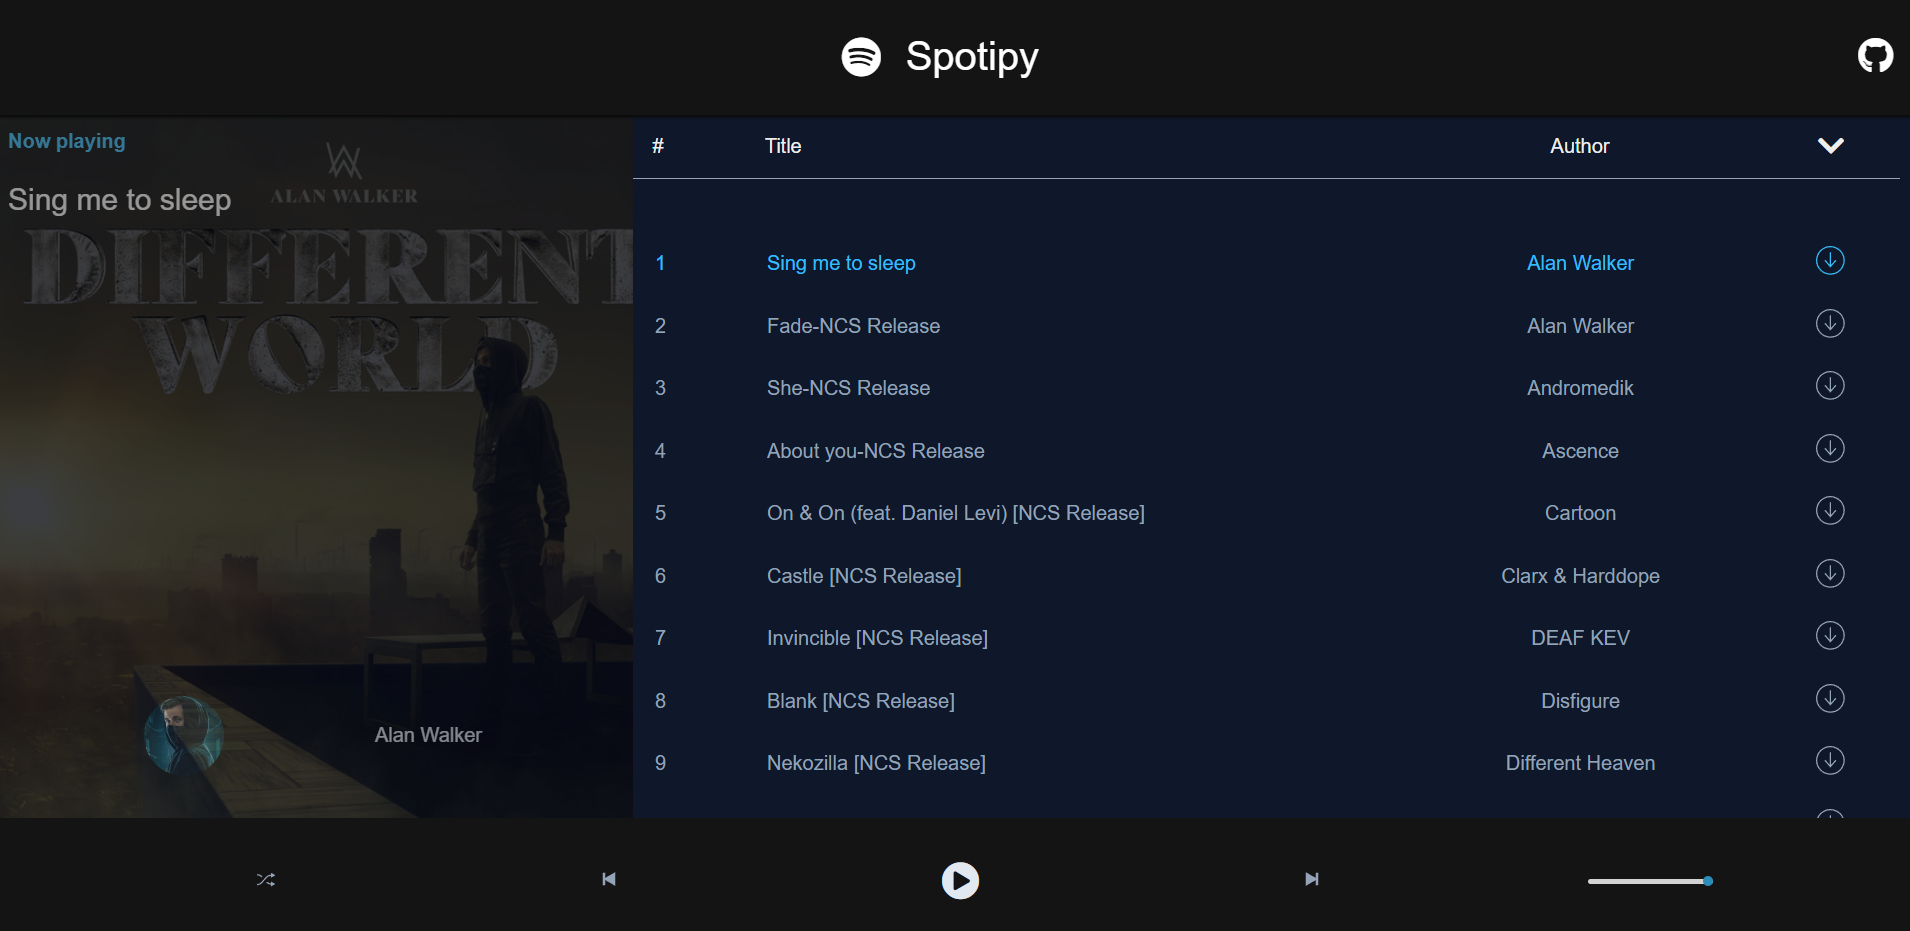 Spotipy
Now playing
Sing me to sleep
ALAN WALKER
DIFFERENT
WORLD
Alan Walker
# Title Author
1 Sing me to sleep Alan Walker
2 Fade-NCS Release Alan Walker
3 She-NCS Release Andromedik
4 About you-NCS Release Ascence
5 On & On (feat. Daniel Levi) [NCS Release] Cartoon
6 Castle [NCS Release] Clarx & Harddope
7 Invincible [NCS Release] DEAF KEV
8 Blank [NCS Release] Disfigure
9 Nekozilla [NCS Release] Different Heaven